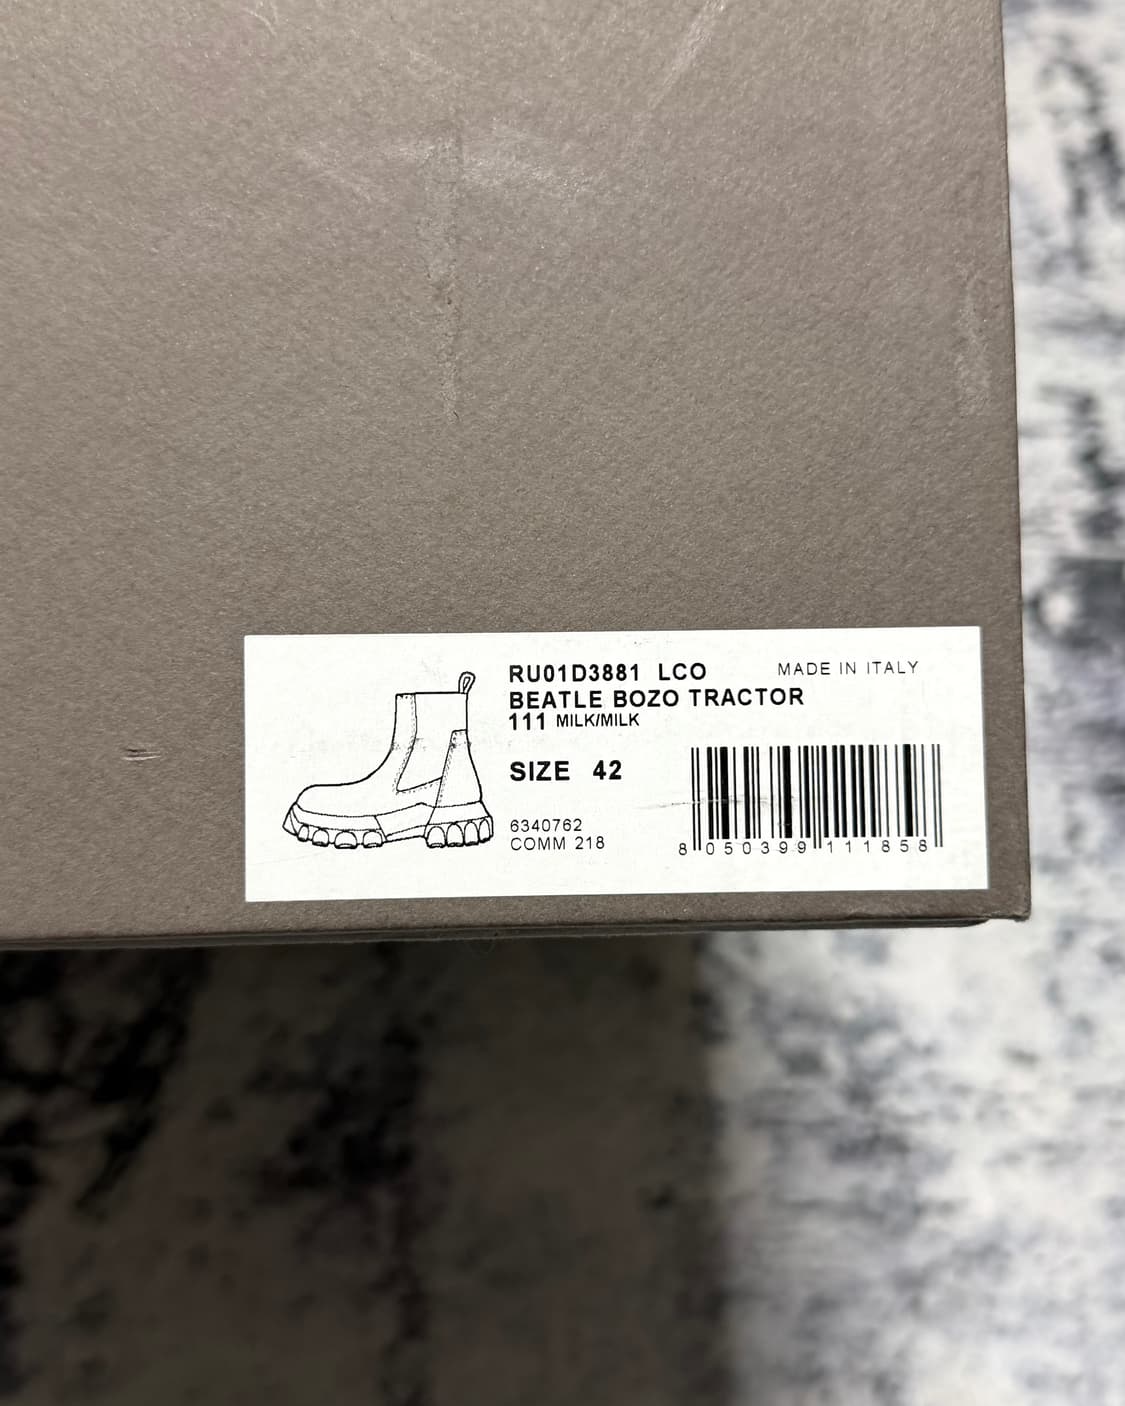 RU01D3881 LCO MADE IN ITALY
BEATLE BOZO TRACTOR
111 MILK/MILK
SIZE 42
6340762
COMM 218
8 050399 111858